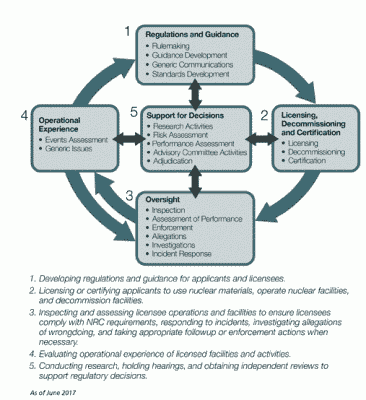 1
Regulations and Guidance
• Rulemaking
• Guidance Development
• Generic Communications
• Standards Development
4
Operational
Experience
• Events Assessment
• Generic Issues
5
Support for Decisions
• Research Activities
• Risk Assessment
• Performance Assessment
• Advisory Committee Activities
• Adjudication
2
Licensing,
Decommissioning
and Certification
• Licensing
• Decommissioning
• Certification
3
Oversight
• Inspection
• Assessment of Performance
• Enforcement
• Allegations
• Investigations
• Incident Response
1. Developing regulations and guidance for applicants and licensees.
2. Licensing or certifying applicants to use nuclear materials, operate nuclear facilities,
and decommission facilities.
3. Inspecting and assessing licensee operations and facilities to ensure licensees
comply with NRC requirements, responding to incidents, investigating allegations
of wrongdoing, and taking appropriate followup or enforcement actions when
necessary.
4. Evaluating operational experience of licensed facilities and activities.
5. Conducting research, holding hearings, and obtaining independent reviews to
support regulatory decisions.
As of June 2017